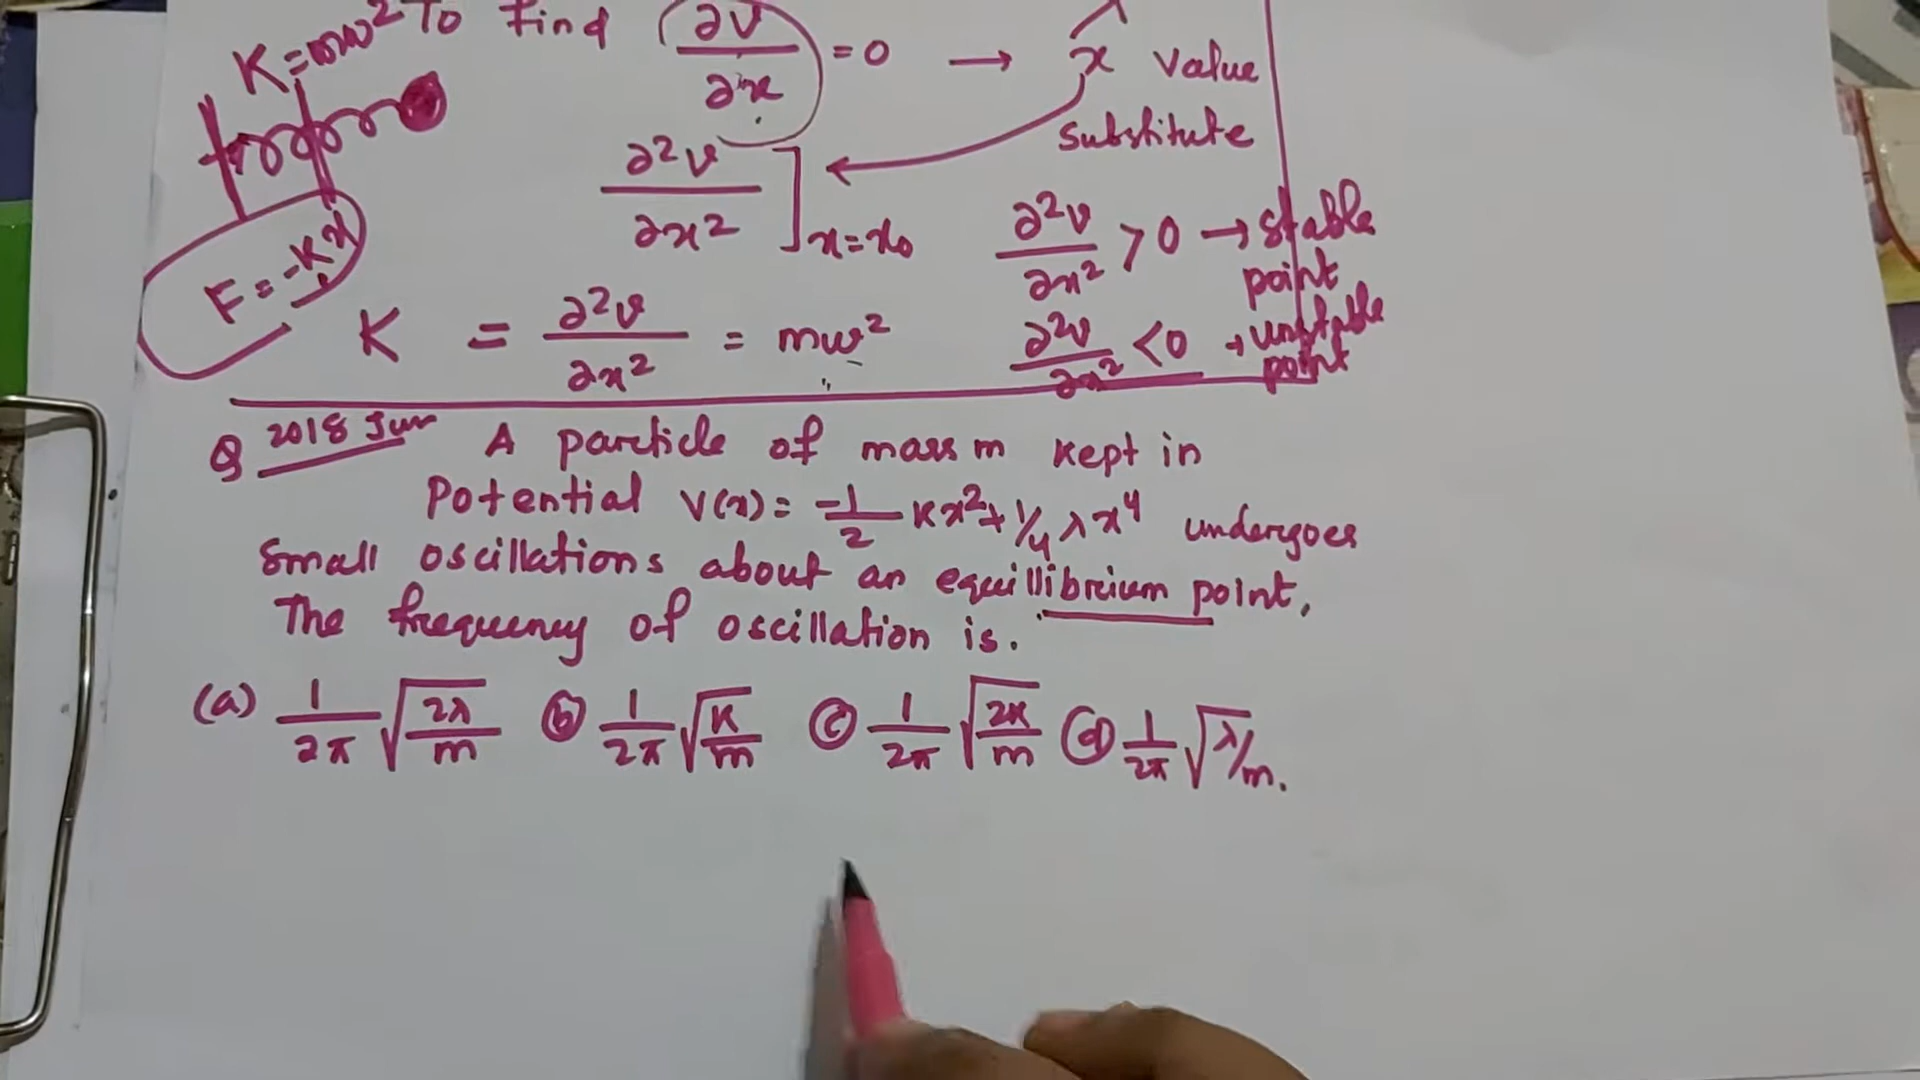 K=mω² To find (∂V/∂x) = 0 → x value
substitute
∂²V/∂x²]x=x₀
∂²V/∂x² > 0 → stable point
F = -Kx
K = ∂²V/∂x² = mω²
∂²V/∂x² < 0 → unstable point
Q 2018 Jun A particle of mass m kept in
Potential V(x) = -1/2 Kx² + 1/4 λx⁴ undergoes
Small oscillations about an equillibrium point.
The frequency of oscillation is.
(a) 1/2π √(2λ/m) (b) 1/2π √(K/m) (c) 1/2π √(2K/m) (d) 1/2π √(λ/m).